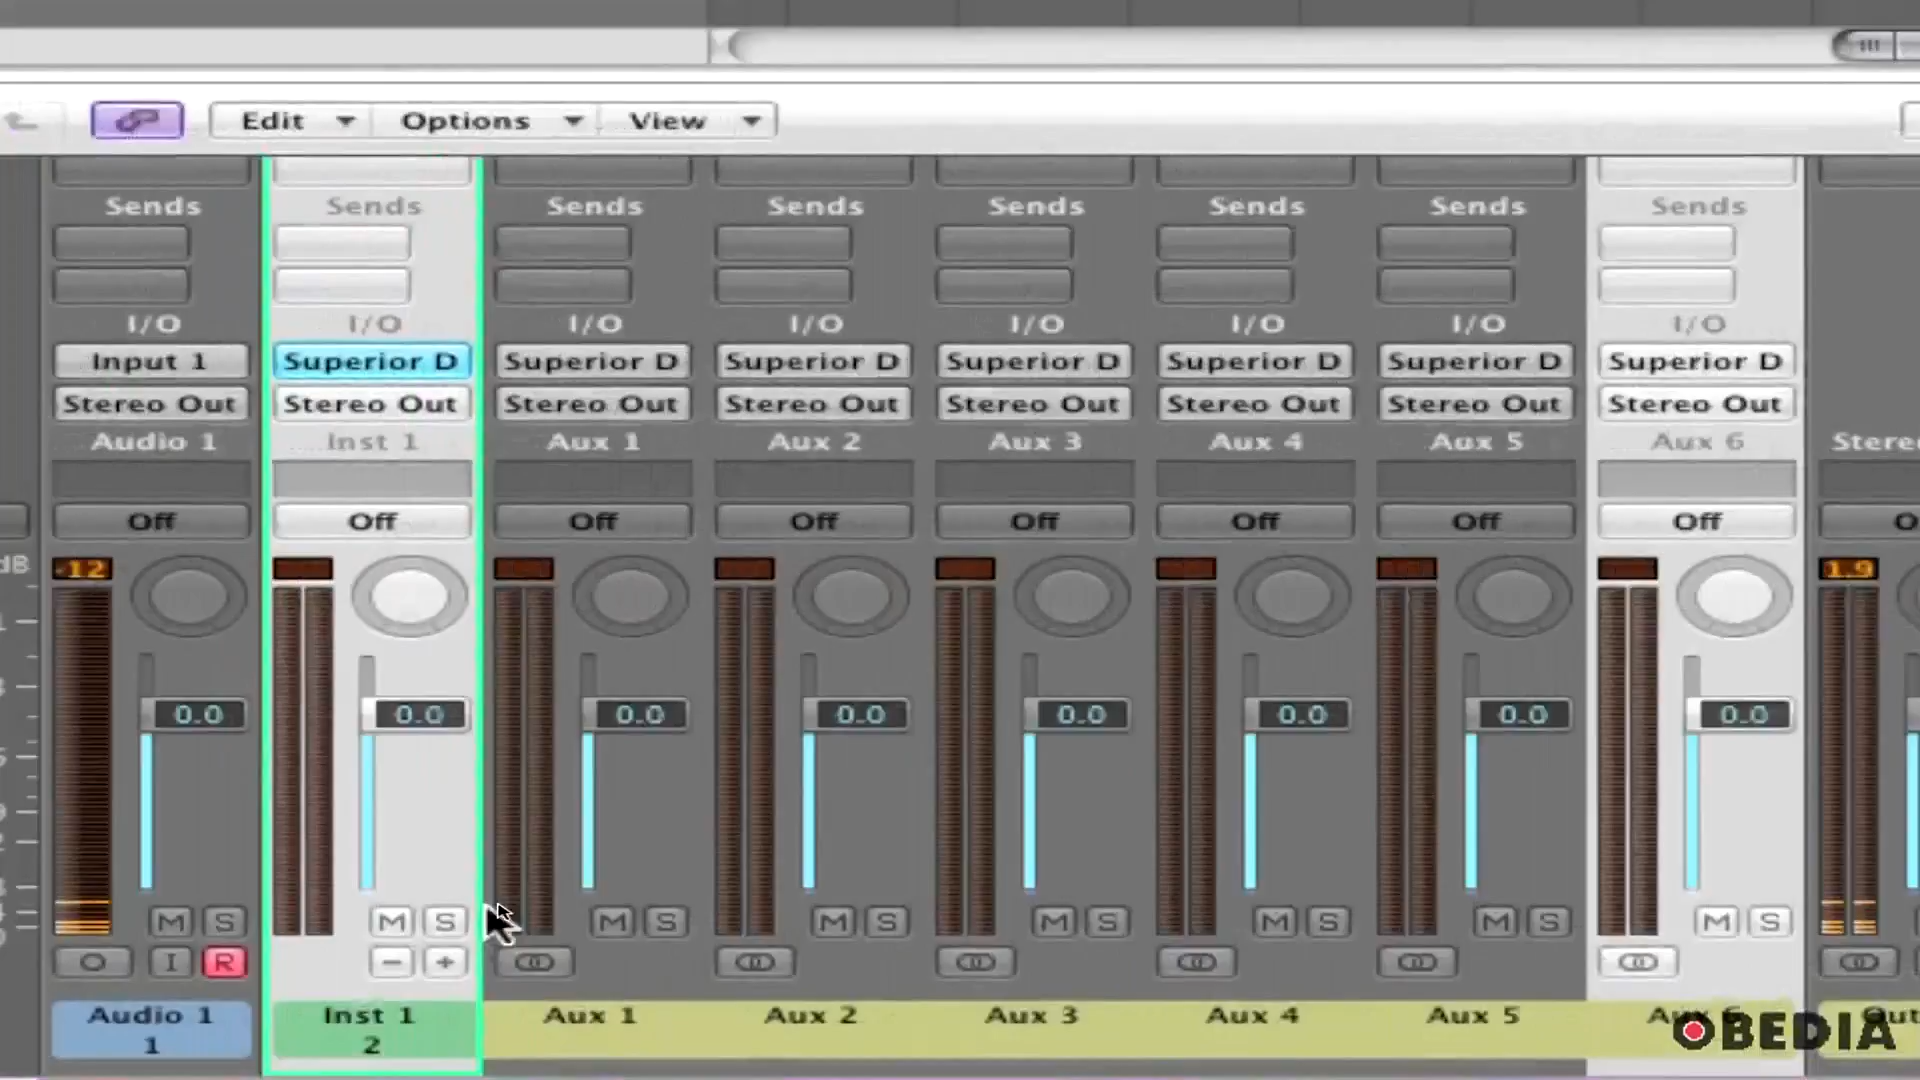 Edit Options View
Sends Sends Sends Sends Sends Sends Sends Sends
I/O I/O I/O I/O I/O I/O I/O I/O
Input 1 Superior D Superior D Superior D Superior D Superior D Superior D Superior D
Stereo Out Stereo Out Stereo Out Stereo Out Stereo Out Stereo Out Stereo Out Stereo Out
Audio 1 Inst 1 Aux 1 Aux 2 Aux 3 Aux 4 Aux 5 Aux 6 Stereo
Off Off Off Off Off Off Off Off O
dB -12 1.9
0.0 0.0 0.0 0.0 0.0 0.0 0.0 0.0
M S M S M S M S M S M S M S M S
I R - +
Audio 1 Inst 1 Aux 1 Aux 2 Aux 3 Aux 4 Aux 5 Aux 6 Out
1 2
OBEDIA